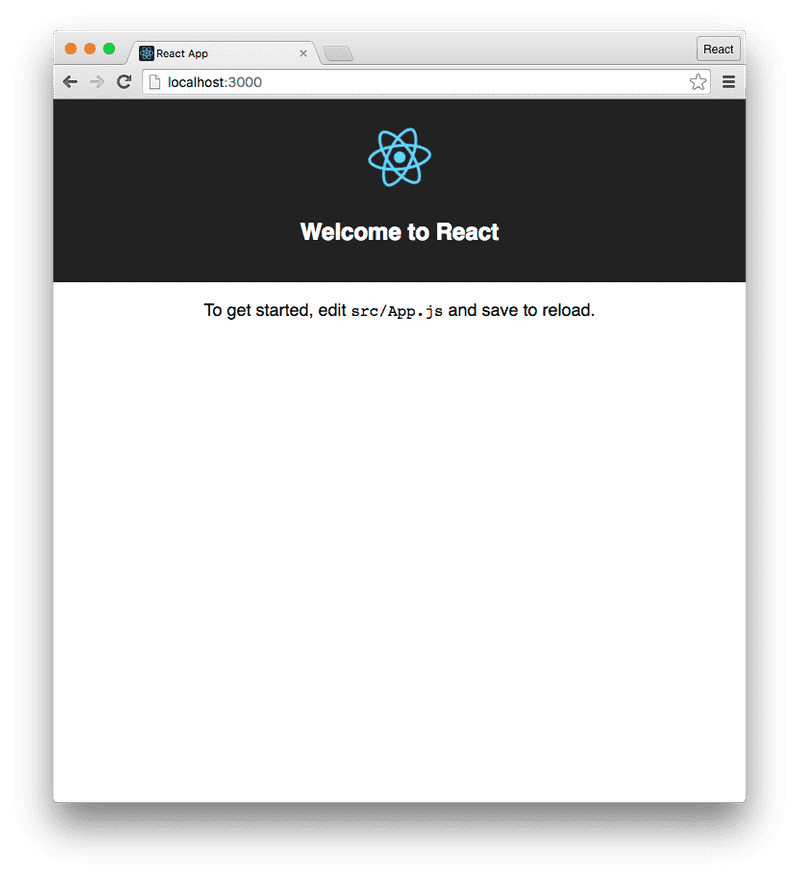 React App
React
localhost:3000
Welcome to React
To get started, edit src/App.js and save to reload.